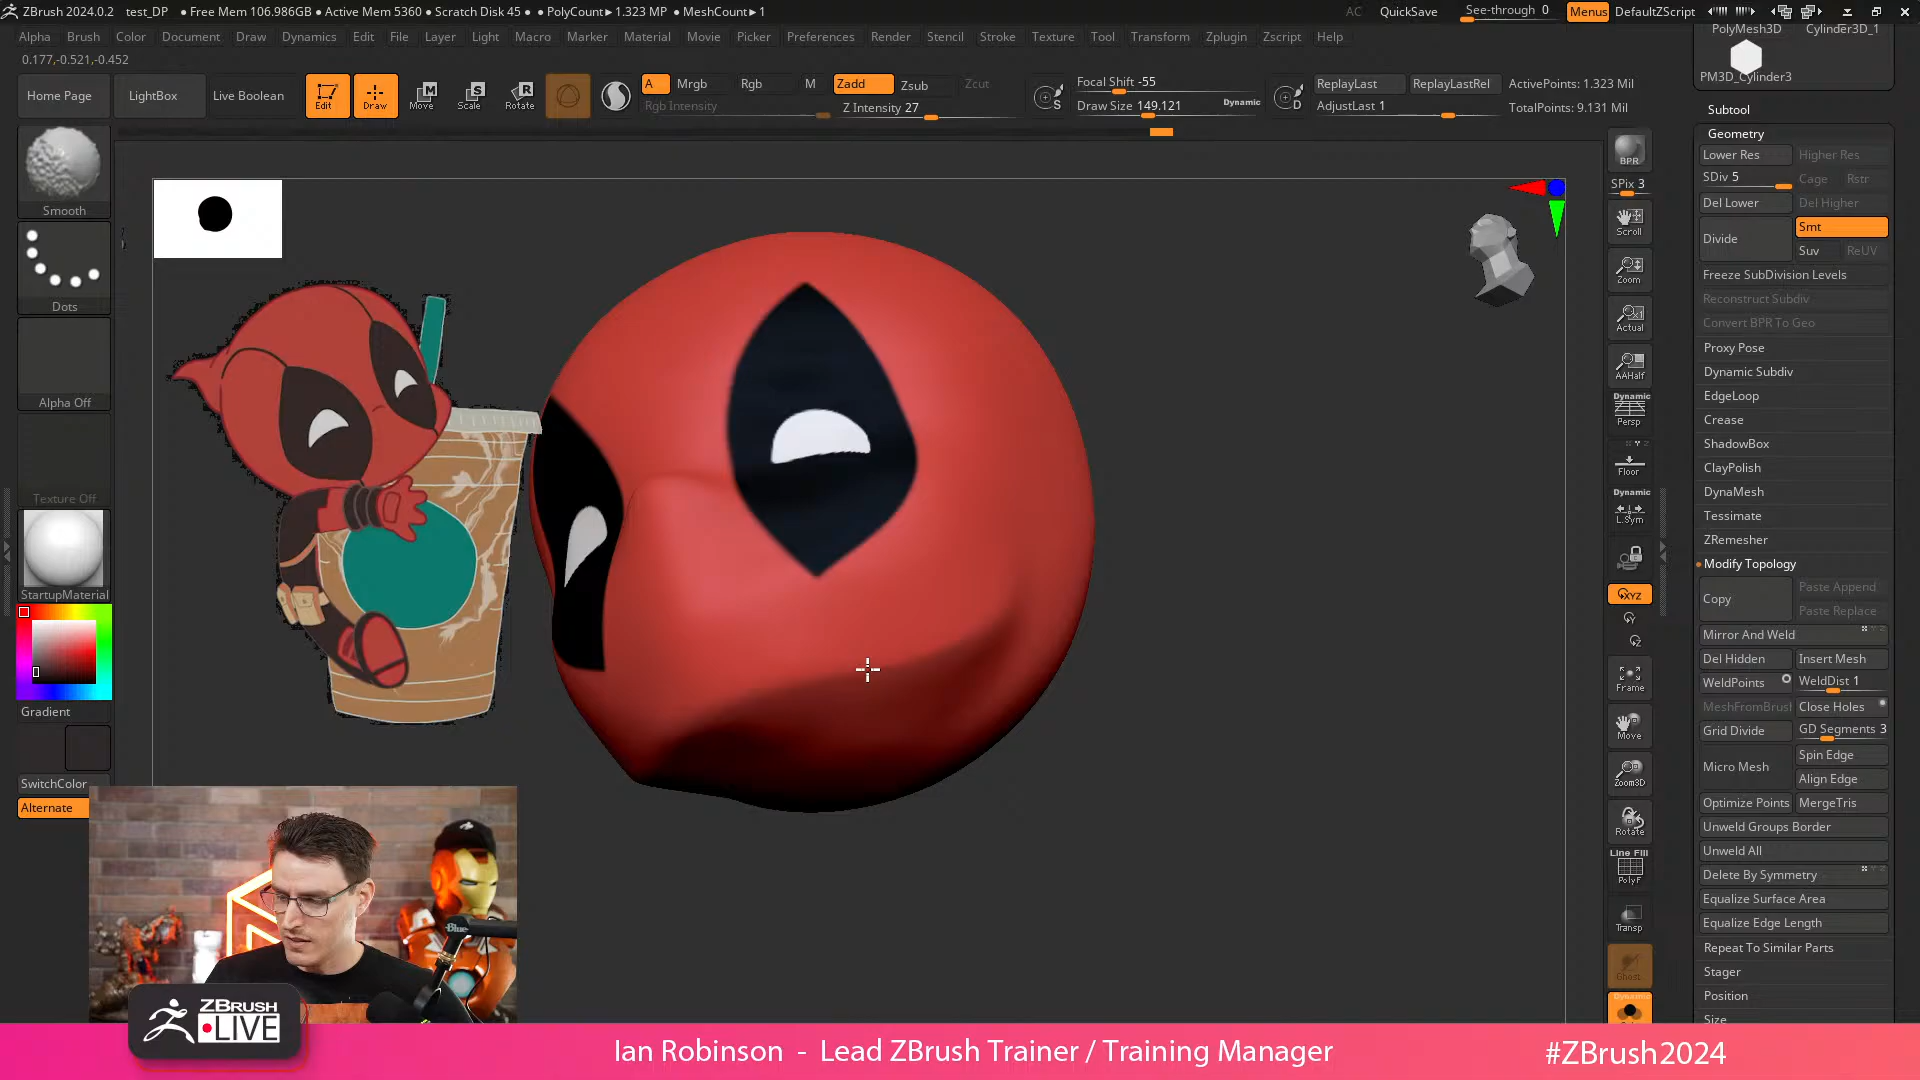 ZBrush 2024.0.2 test_DP ● Free Mem 106.986GB ● Active Mem 5360 ● Scratch Disk 45 ● ● PolyCount► 1.323 MP ● MeshCount► 1
AC QuickSave See-through 0 Menus DefaultZScript
Alpha Brush Color Document Draw Dynamics Edit File Layer Light Macro Marker Material Movie Picker Preferences Render Stencil Stroke Texture Tool Transform Zplugin Zscript Help
0.177,-0.521,-0.452
Home Page LightBox Live Boolean Edit Draw Move Scale Rotate
A Mrgb Rgb M Zadd Zsub Zcut
Rgb Intensity Z Intensity 27
S Focal Shift -55
Draw Size 149.121 Dynamic
D ReplayLast ReplayLastRel ActivePoints: 1.323 Mil
AdjustLast 1 TotalPoints: 9.131 Mil
Smooth
Dots
Alpha Off
Texture Off
StartupMaterial
Gradient
SwitchColor
Alternate
BPR
SPix 3
Scroll
Zoom
Actual
AAHalf
Dynamic
Persp
Floor
Dynamic
L.Sym
XYZ
Frame
Move
Zoom3D
Rotate
Line Fill
PolyF
Transp
Ghost
Dynamic
PolyMesh3D Cylinder3D_1
PM3D_Cylinder3
Subtool
Geometry
Lower Res Higher Res
SDiv 5 Cage Rstr
Del Lower Del Higher
Divide Smt
Suv ReUV
Freeze SubDivision Levels
Reconstruct Subdiv
Convert BPR To Geo
Proxy Pose
Dynamic Subdiv
EdgeLoop
Crease
ShadowBox
ClayPolish
DynaMesh
Tessimate
ZRemesher
Modify Topology
Copy Paste Append
Paste Replace
Mirror And Weld
Del Hidden Insert Mesh
WeldPoints WeldDist 1
MeshFromBrush Close Holes
Grid Divide GD Segments 3
Micro Mesh Spin Edge
Align Edge
Optimize Points MergeTris
Unweld Groups Border
Unweld All
Delete By Symmetry
Equalize Surface Area
Equalize Edge Length
Repeat To Similar Parts
Stager
Position
Size
Blue
ZBRUSH
LIVE
Ian Robinson - Lead ZBrush Trainer / Training Manager
#ZBrush2024